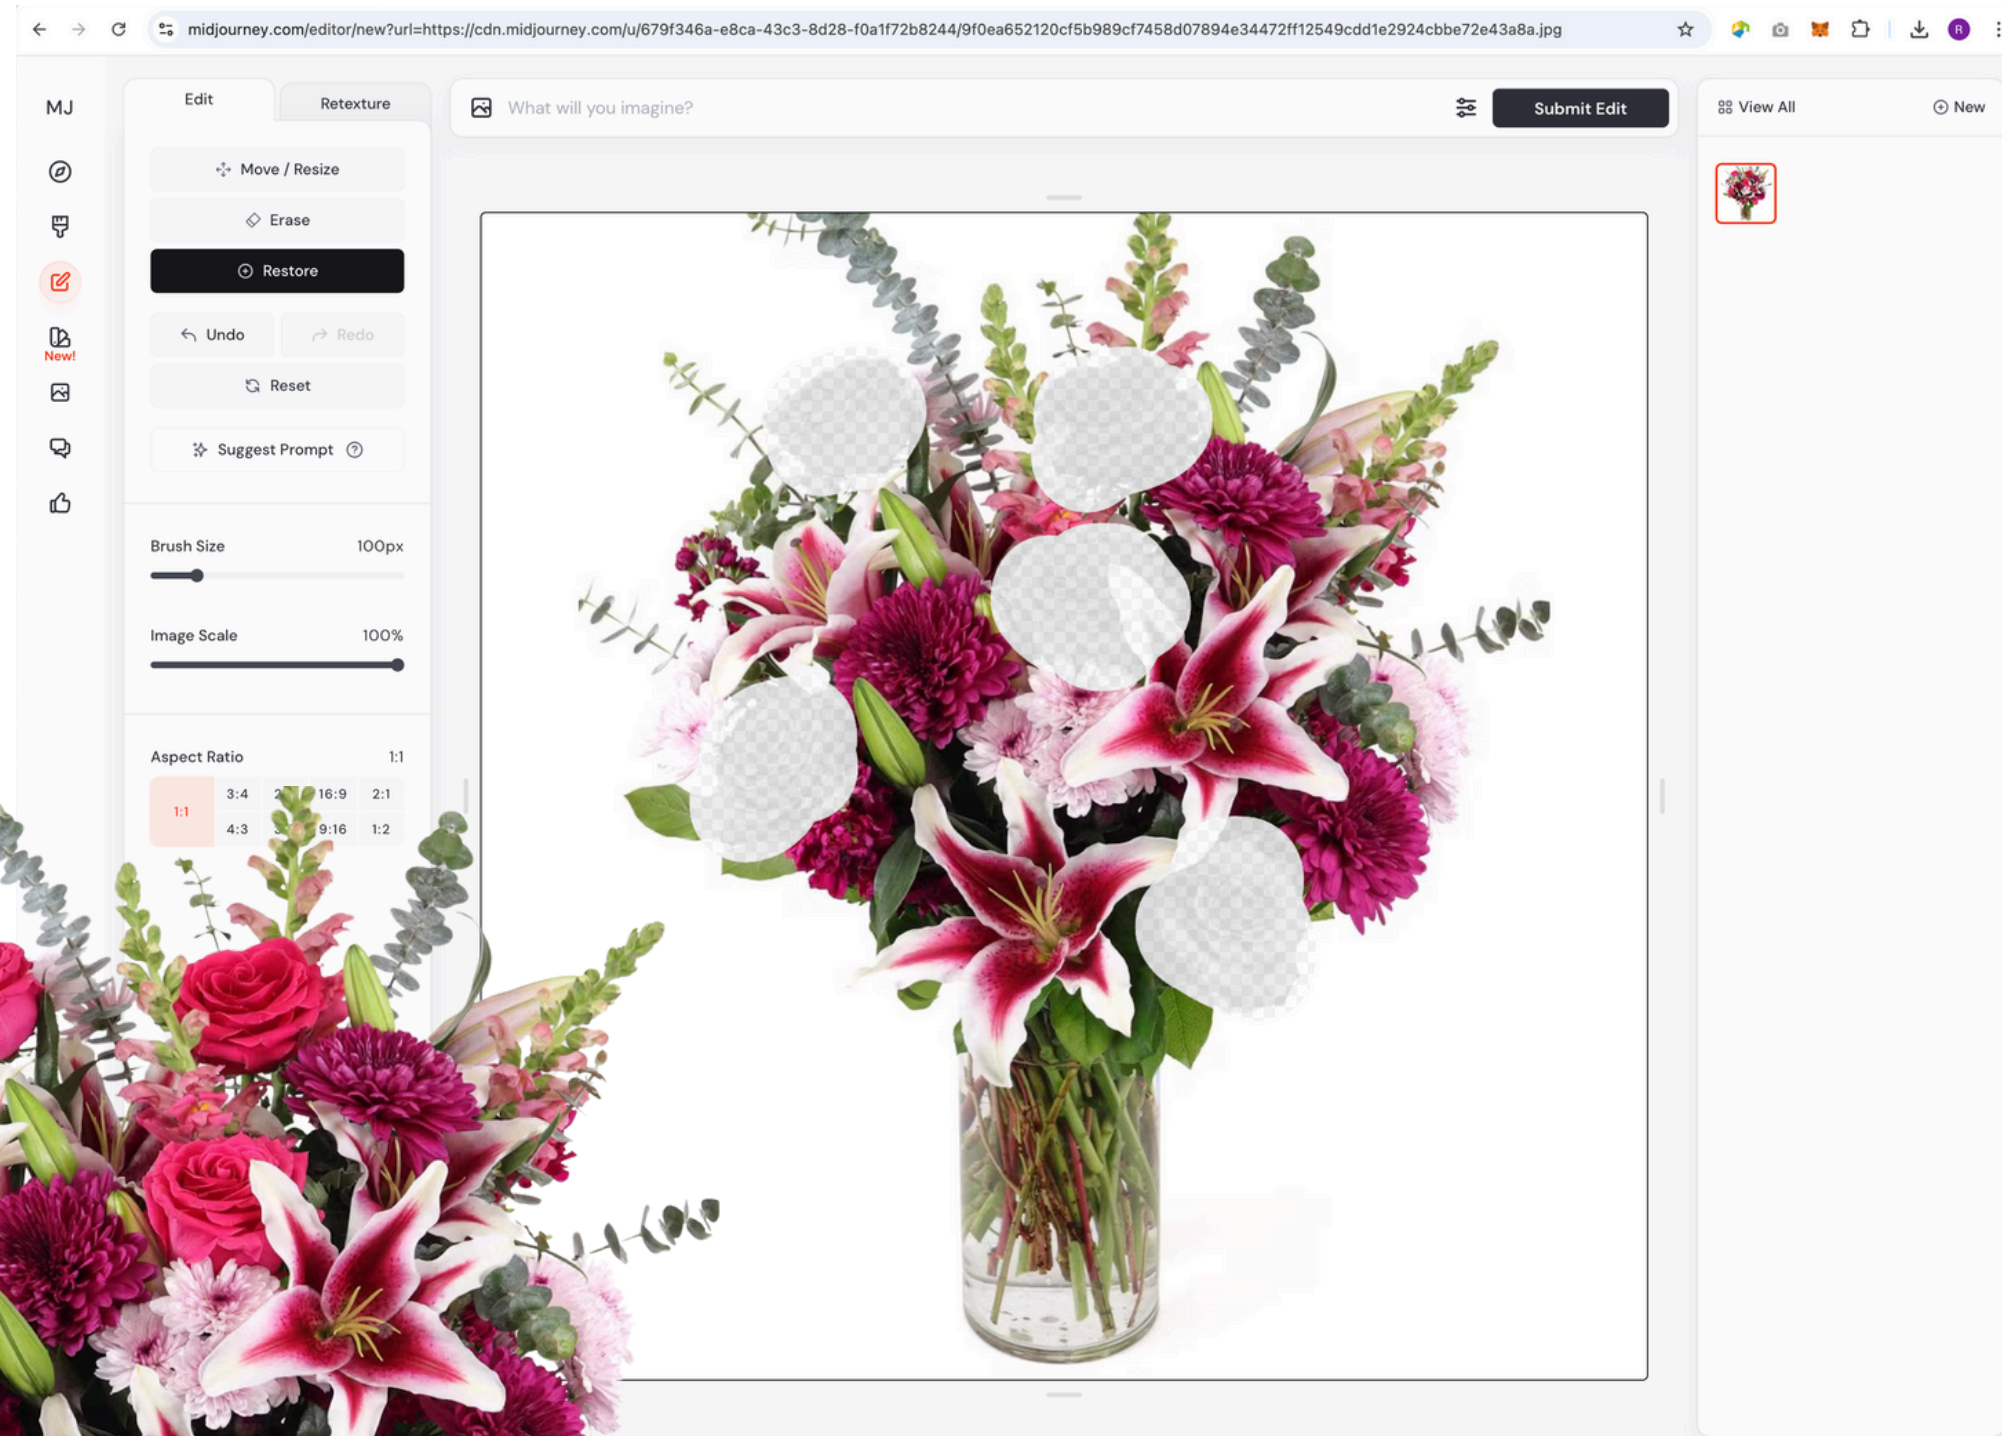 midjourney.com/editor/new?url=https://cdn.midjourney.com/u/679f346a-e8ca-43c3-8d28-f0a1f72b8244/9f0ea652120cf5b989cf7458d07894e34472ff12549cdd1e2924cbbe72e43a8a.jpg
R
MJ
New!
Edit
Retexture
Move / Resize
Erase
Restore
Undo
Redo
Reset
Suggest Prompt
Brush Size 100px
Image Scale 100%
Aspect Ratio 1:1
1:1
3:4 16:9 2:1
4:3 9:16 1:2
What will you imagine?
Submit Edit
View All
New